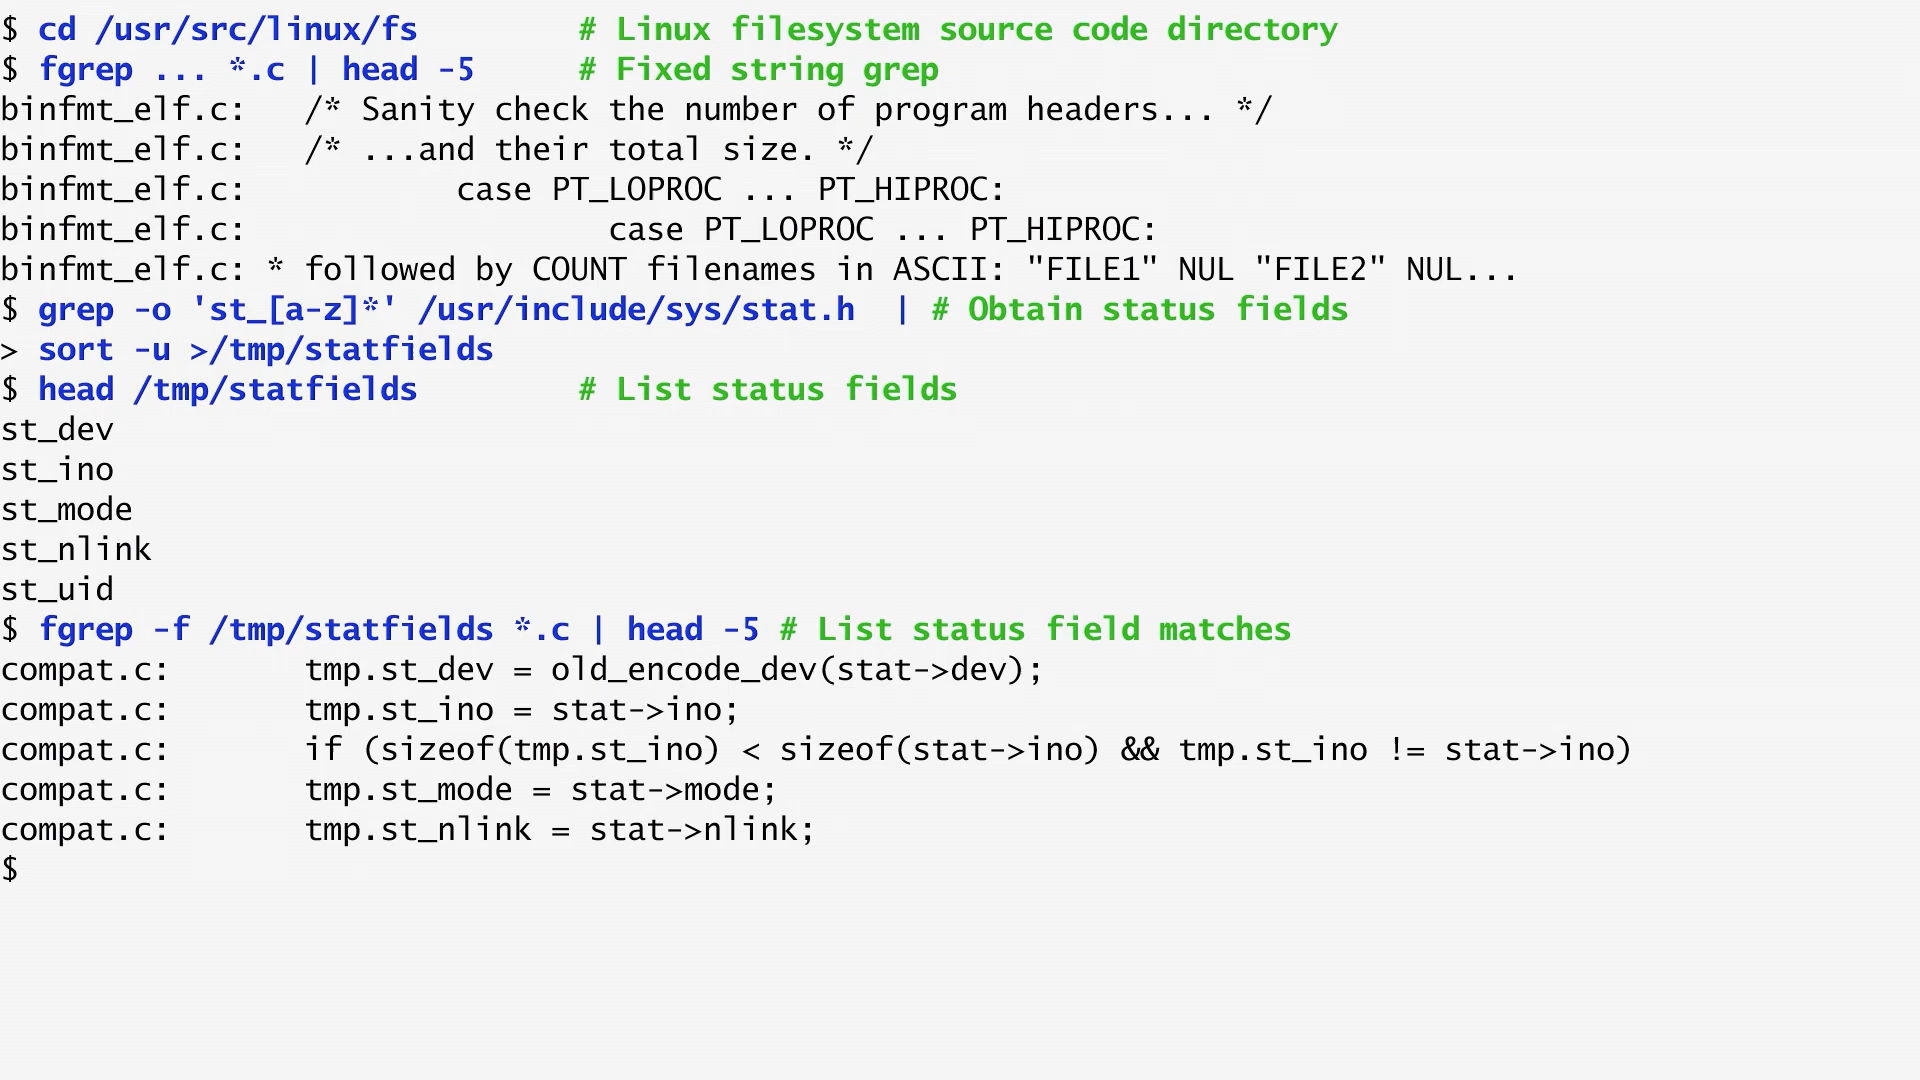 $ cd /usr/src/linux/fs # Linux filesystem source code directory
$ fgrep ... *.c | head -5 # Fixed string grep
binfmt_elf.c: /* Sanity check the number of program headers... */
binfmt_elf.c: /* ...and their total size. */
binfmt_elf.c: case PT_LOPROC ... PT_HIPROC:
binfmt_elf.c: case PT_LOPROC ... PT_HIPROC:
binfmt_elf.c: * followed by COUNT filenames in ASCII: "FILE1" NUL "FILE2" NUL...
$ grep -o 'st_[a-z]*' /usr/include/sys/stat.h | # Obtain status fields
> sort -u >/tmp/statfields
$ head /tmp/statfields # List status fields
st_dev
st_ino
st_mode
st_nlink
st_uid
$ fgrep -f /tmp/statfields *.c | head -5 # List status field matches
compat.c: tmp.st_dev = old_encode_dev(stat->dev);
compat.c: tmp.st_ino = stat->ino;
compat.c: if (sizeof(tmp.st_ino) < sizeof(stat->ino) && tmp.st_ino != stat->ino)
compat.c: tmp.st_mode = stat->mode;
compat.c: tmp.st_nlink = stat->nlink;
$